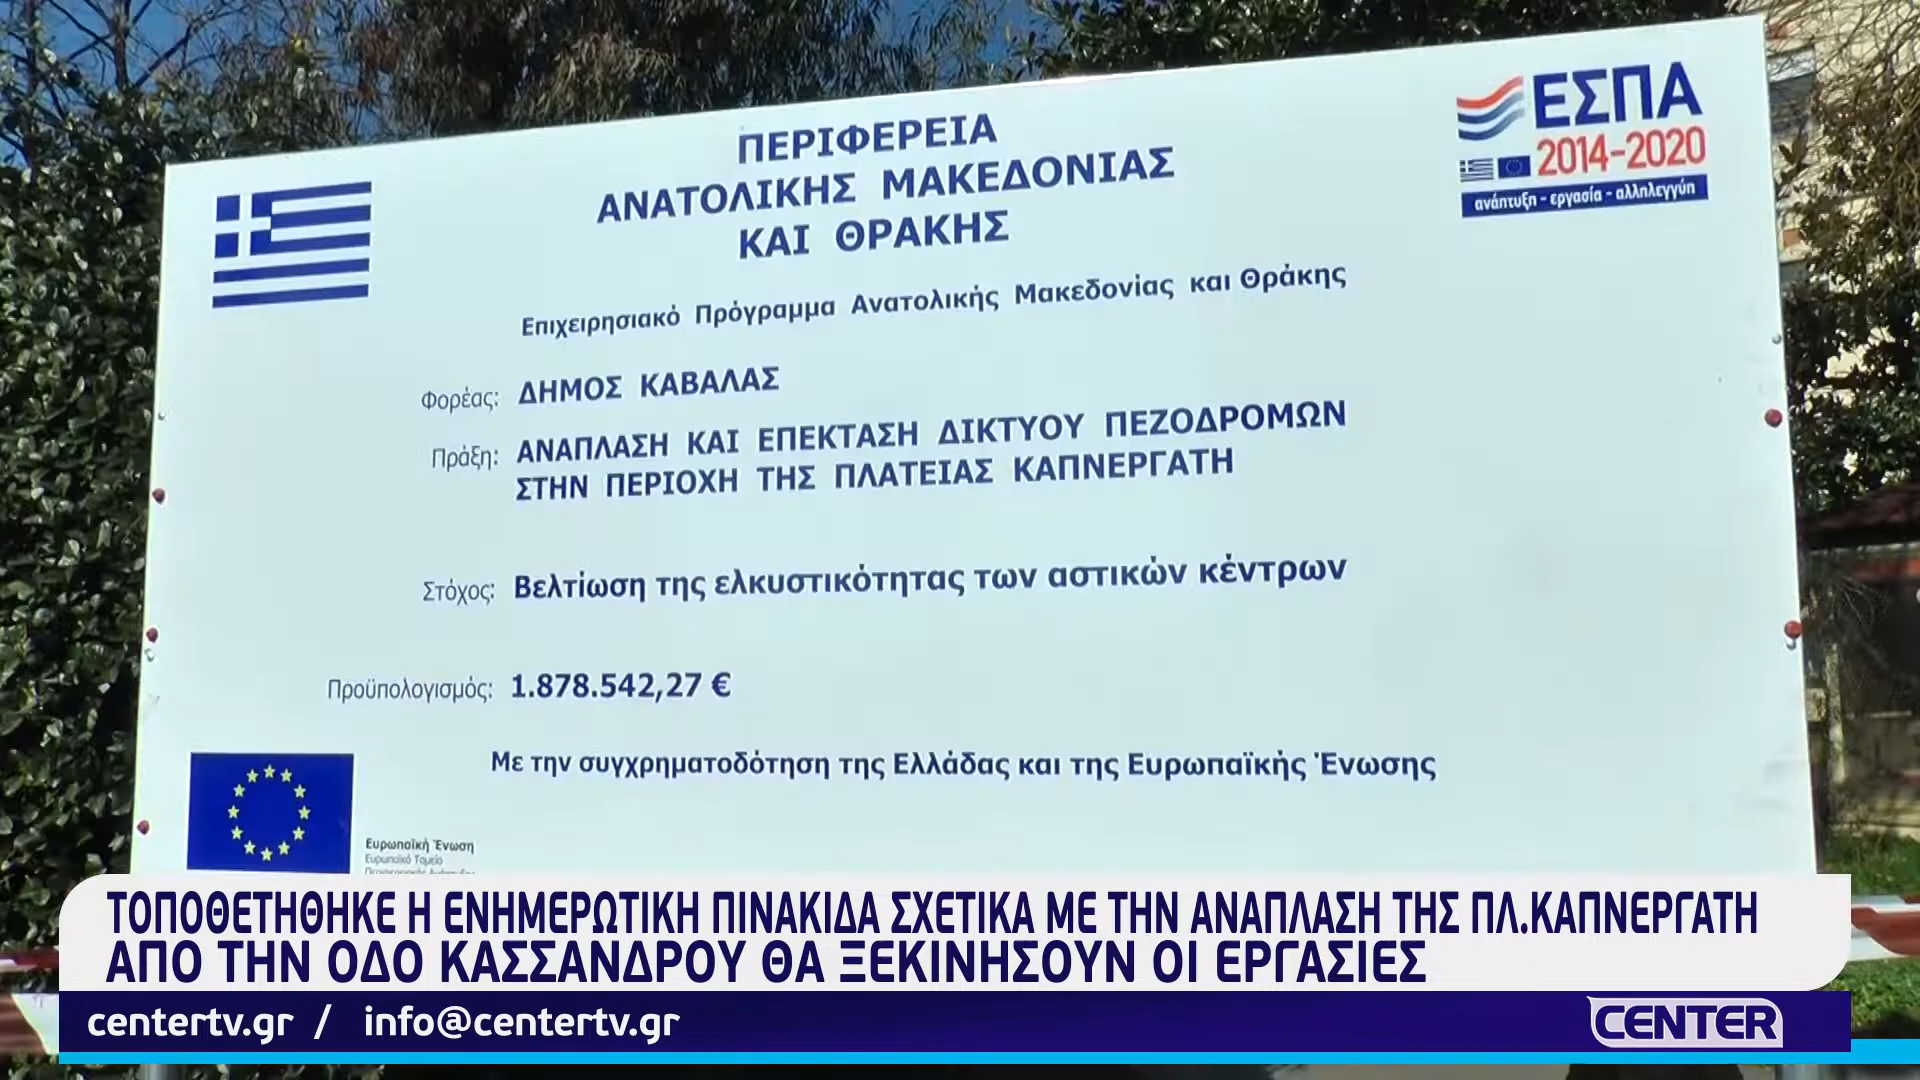 ΠΕΡΙΦΕΡΕΙΑ
ΑΝΑΤΟΛΙΚΗΣ ΜΑΚΕΔΟΝΙΑΣ
ΚΑΙ ΘΡΑΚΗΣ
ΕΣΠΑ
2014-2020
ανάπτυξη - εργασία - αλληλεγγύη
Επιχειρησιακό Πρόγραμμα Ανατολικής Μακεδονίας και Θράκης
Φορέας: ΔΗΜΟΣ ΚΑΒΑΛΑΣ
Πράξη: ΑΝΑΠΛΑΣΗ ΚΑΙ ΕΠΕΚΤΑΣΗ ΔΙΚΤΥΟΥ ΠΕΖΟΔΡΟΜΩΝ
ΣΤΗΝ ΠΕΡΙΟΧΗ ΤΗΣ ΠΛΑΤΕΙΑΣ ΚΑΠΝΕΡΓΑΤΗ
Στόχος: Βελτίωση της ελκυστικότητας των αστικών κέντρων
Προϋπολογισμός: 1.878.542,27 €
Με την συγχρηματοδότηση της Ελλάδας και της Ευρωπαϊκής Ένωσης
Ευρωπαϊκή Ένωση
Ευρωπαϊκό Ταμείο
ΤΟΠΟΘΕΤΗΘΗΚΕ Η ΕΝΗΜΕΡΩΤΙΚΗ ΠΙΝΑΚΙΔΑ ΣΧΕΤΙΚΑ ΜΕ ΤΗΝ ΑΝΑΠΛΑΣΗ ΤΗΣ ΠΛ.ΚΑΠΝΕΡΓΑΤΗ
ΑΠΟ ΤΗΝ ΟΔΟ ΚΑΣΣΑΝΔΡΟΥ ΘΑ ΞΕΚΙΝΗΣΟΥΝ ΟΙ ΕΡΓΑΣΙΕΣ
centertv.gr / info@centertv.gr
CENTER